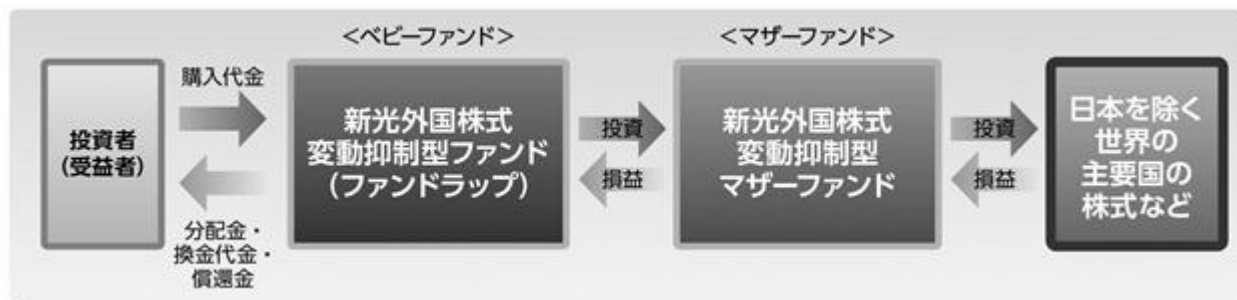 <ベビーファンド>
<マザーファンド>
投資者
(受益者)
購入代金
分配金・
換金代金・
償還金
新光外国株式
変動抑制型ファンド
(ファンドラップ)
投資
損益
新光外国株式
変動抑制型
マザーファンド
投資
損益
日本を除く
世界の
主要国の
株式など